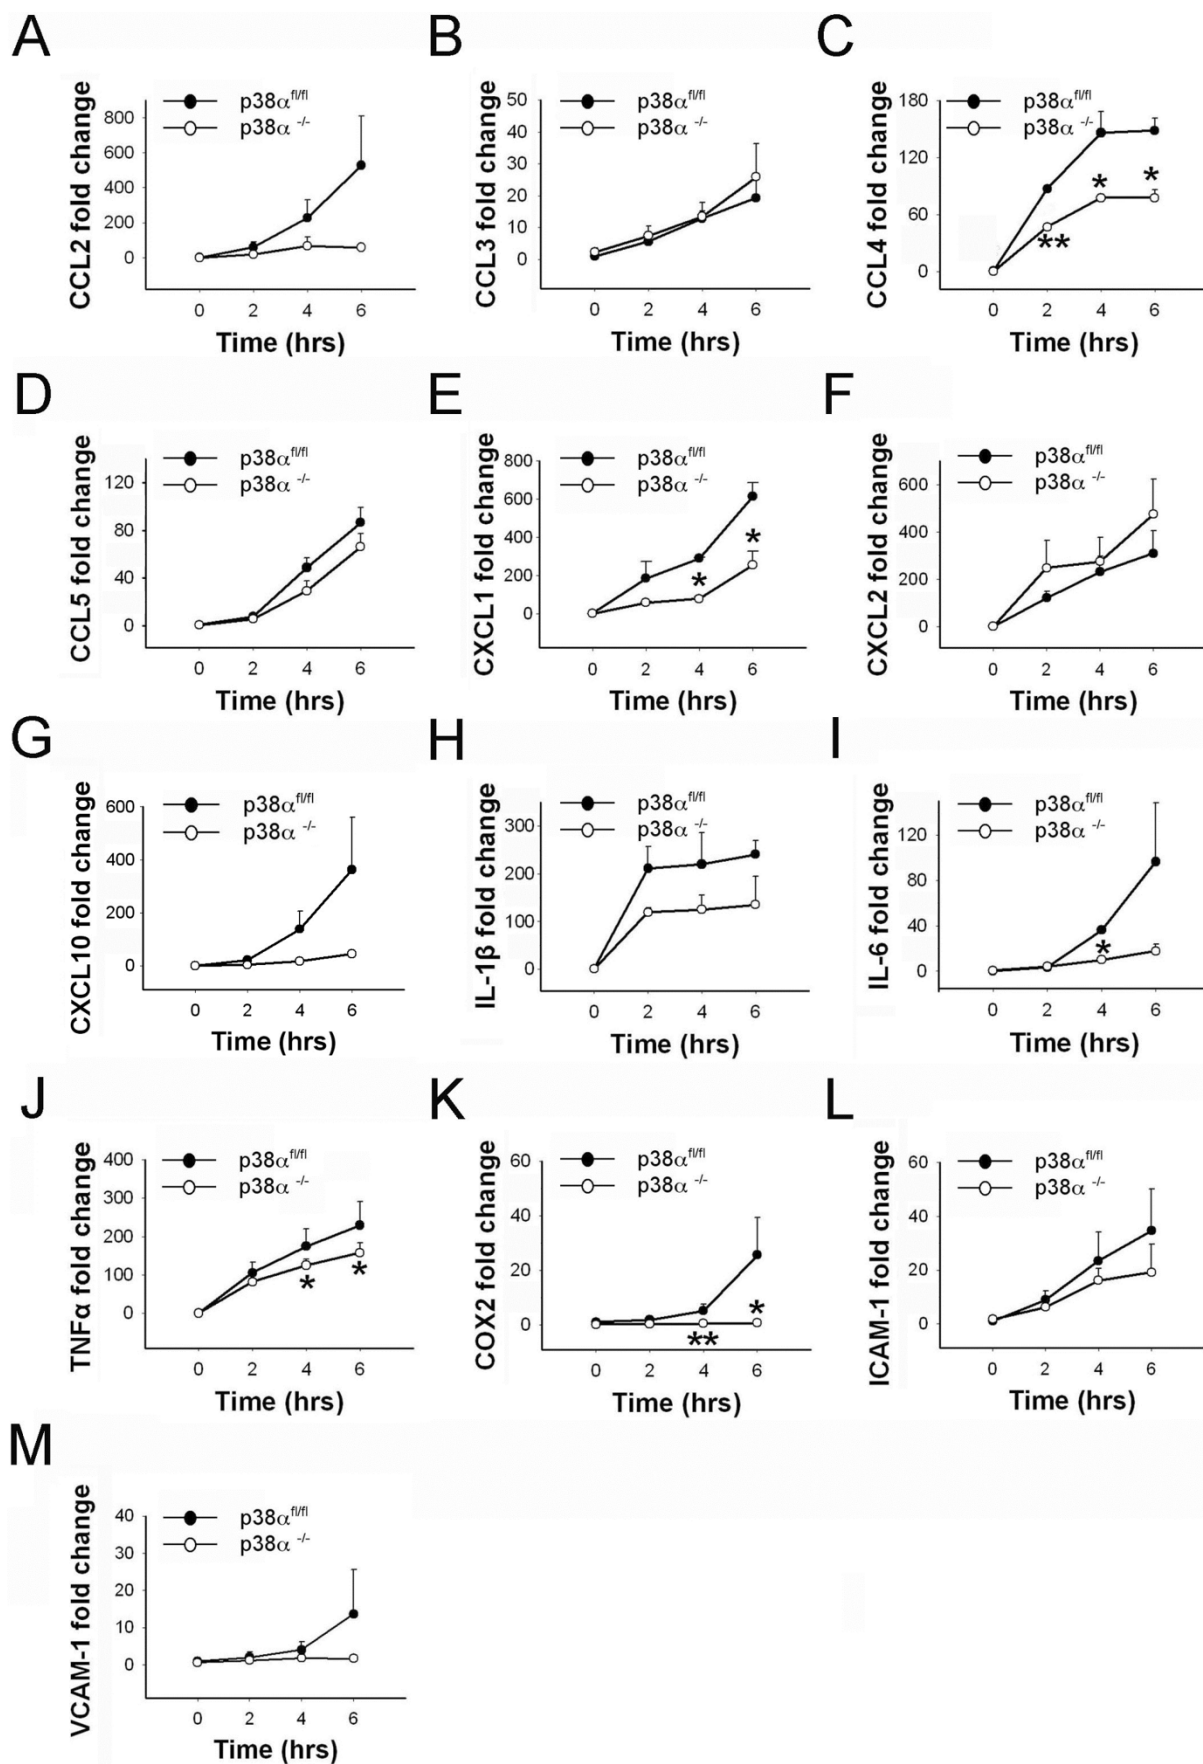 A
CCL2 fold change
p38α fl/fl
p38α -/-
800
600
400
200
0
0 2 4 6
Time (hrs)
B
CCL3 fold change
p38α fl/fl
p38α -/-
50
40
30
20
10
0
0 2 4 6
Time (hrs)
C
CCL4 fold change
p38α fl/fl
p38α -/-
180
120
60
0
**
*
*
0 2 4 6
Time (hrs)
D
CCL5 fold change
p38α fl/fl
p38α -/-
120
80
40
0
0 2 4 6
Time (hrs)
E
CXCL1 fold change
p38α fl/fl
p38α -/-
800
600
400
200
0
*
*
0 2 4 6
Time (hrs)
F
CXCL2 fold change
p38α fl/fl
p38α -/-
600
400
200
0
0 2 4 6
Time (hrs)
G
CXCL10 fold change
p38α fl/fl
p38α -/-
600
400
200
0
0 2 4 6
Time (hrs)
H
IL-1β fold change
p38α fl/fl
p38α -/-
300
200
100
0
0 2 4 6
Time (hrs)
I
IL-6 fold change
p38α fl/fl
p38α -/-
120
80
40
0
*
0 2 4 6
Time (hrs)
J
TNFα fold change
p38α fl/fl
p38α -/-
400
300
200
100
0
*
*
0 2 4 6
Time (hrs)
K
COX2 fold change
p38α fl/fl
p38α -/-
60
40
20
0
**
*
0 2 4 6
Time (hrs)
L
ICAM-1 fold change
p38α fl/fl
p38α -/-
60
40
20
0
0 2 4 6
Time (hrs)
M
VCAM-1 fold change
p38α fl/fl
p38α -/-
40
30
20
10
0
0 2 4 6
Time (hrs)